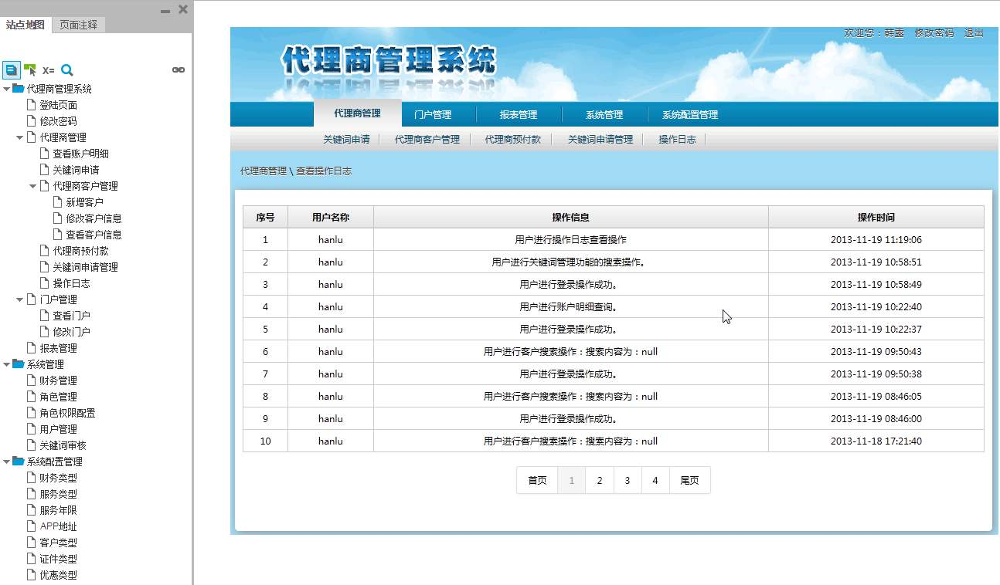 站点地图 页面注释
X=
代理商管理系统
登陆页面
修改密码
代理商管理
查看账户明细
关键词申请
代理商客户管理
新增客户
修改客户信息
查看客户信息
代理商预付款
关键词申请管理
操作日志
门户管理
查看门户
修改门户
报表管理
系统管理
财务管理
角色管理
角色权限配置
用户管理
关键词审核
系统配置管理
财务类型
服务类型
服务年限
APP地址
客户类型
证件类型
优惠类型
欢迎您：韩露 修改密码 退出
代理商管理系统
代理商管理 门户管理 报表管理 系统管理 系统配置管理
关键词申请 代理商客户管理 代理商预付款 关键词申请管理 操作日志
代理商管理 \ 查看操作日志
序号 用户名称 操作信息 操作时间
1 hanlu 用户进行操作日志查看操作 2013-11-19 11:19:06
2 hanlu 用户进行关键词管理功能的搜索操作。 2013-11-19 10:58:51
3 hanlu 用户进行登录操作成功。 2013-11-19 10:58:49
4 hanlu 用户进行账户明细查询。 2013-11-19 10:22:40
5 hanlu 用户进行登录操作成功。 2013-11-19 10:22:37
6 hanlu 用户进行客户搜索操作：搜索内容为：null 2013-11-19 09:50:43
7 hanlu 用户进行登录操作成功。 2013-11-19 09:50:38
8 hanlu 用户进行客户搜索操作：搜索内容为：null 2013-11-19 08:46:05
9 hanlu 用户进行登录操作成功。 2013-11-19 08:46:00
10 hanlu 用户进行客户搜索操作：搜索内容为：null 2013-11-18 17:21:40
首页 1 2 3 4 尾页